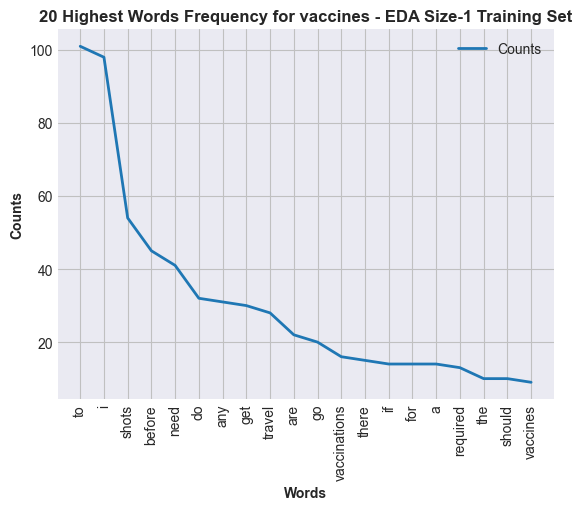 20 Highest Words Frequency for vaccines - EDA Size-1 Training Set
Counts
100
80
60
40
20
Counts
to
i
shots
before
need
do
any
get
travel
are
go
vaccinations
there
if
for
a
required
the
should
vaccines
Words